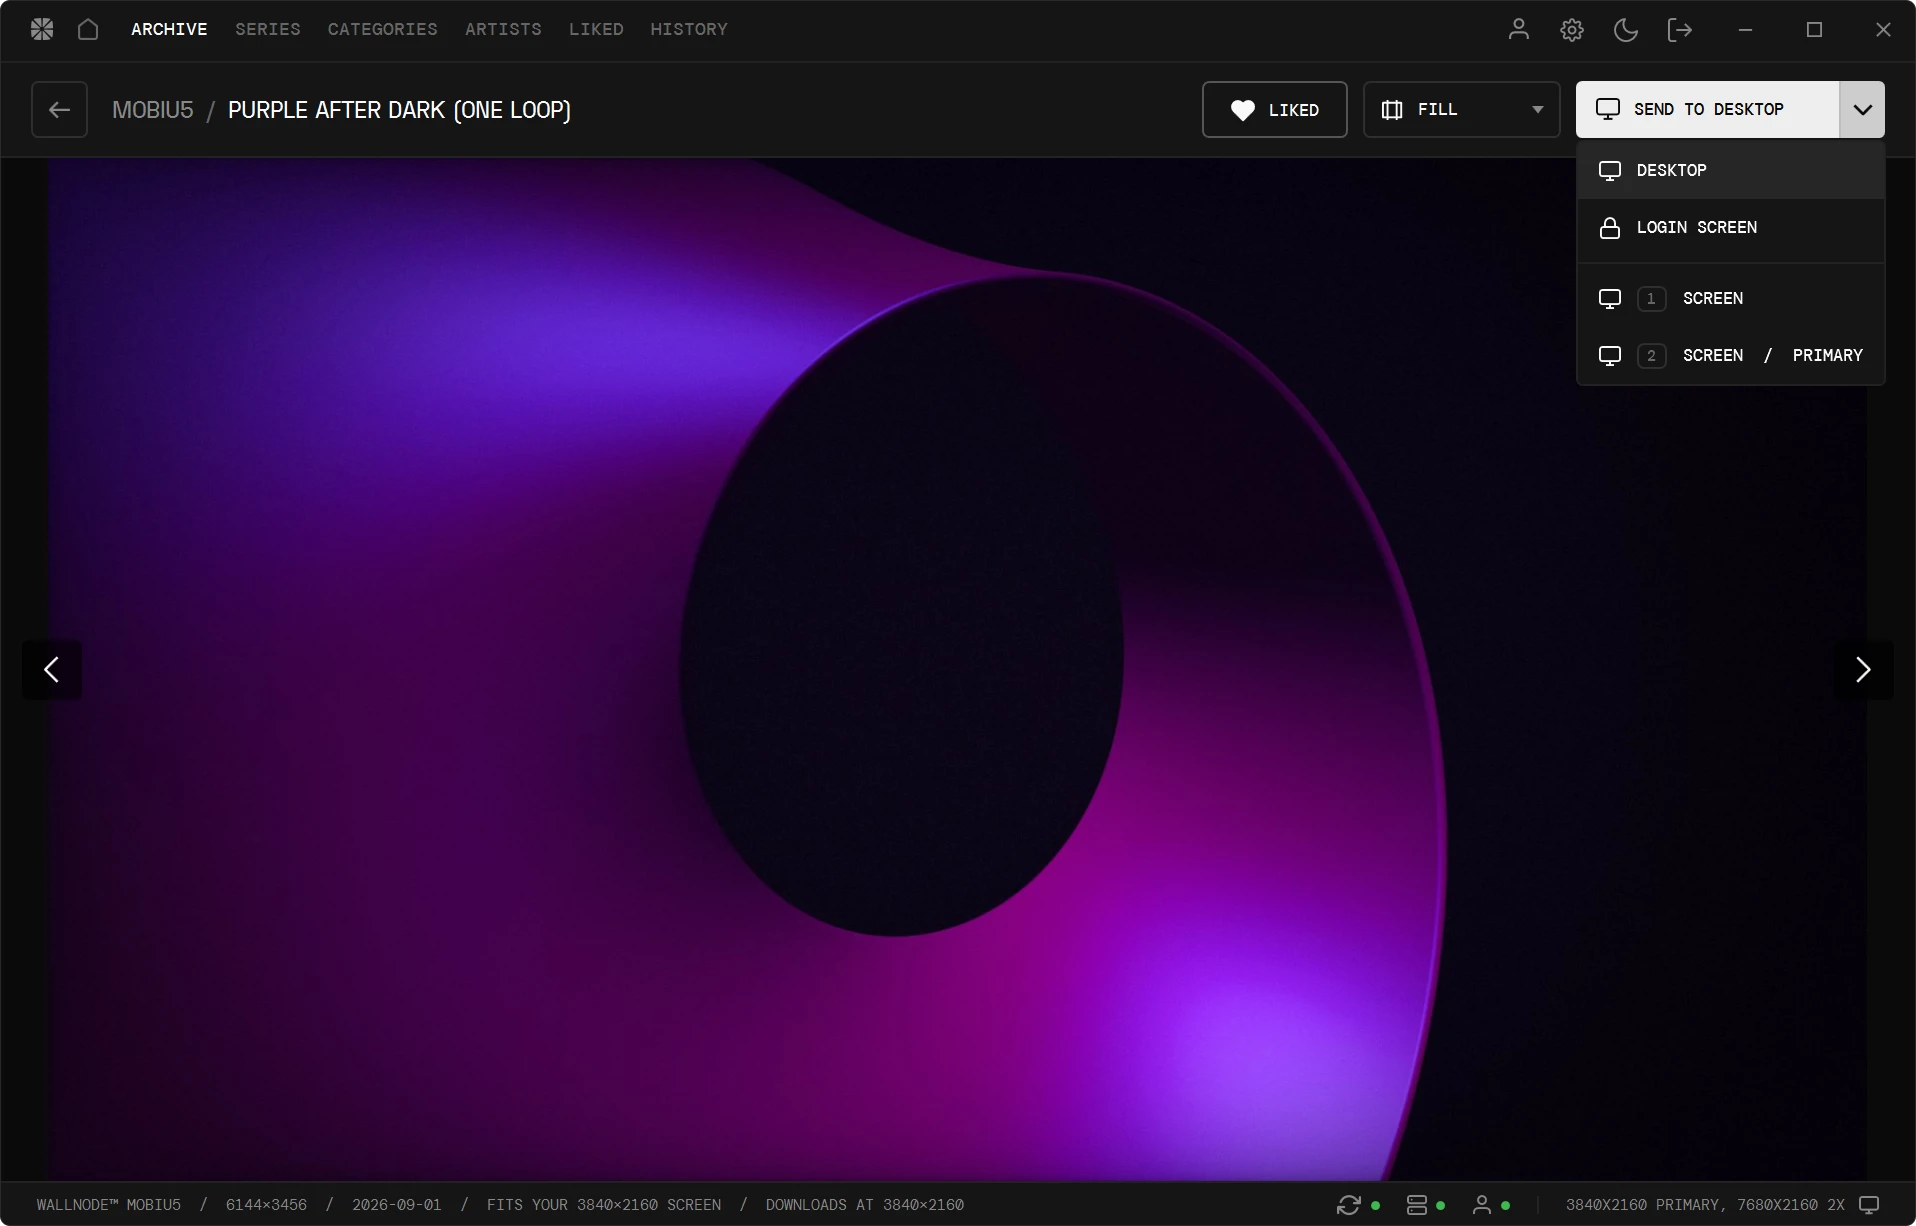 ARCHIVE SERIES CATEGORIES ARTISTS LIKED HISTORY
MOBIU5 / PURPLE AFTER DARK (ONE LOOP)
LIKED
FILL
SEND TO DESKTOP
DESKTOP
LOGIN SCREEN
1 SCREEN
2 SCREEN / PRIMARY
WALLNODE™ MOBIU5 / 6144×3456 / 2026-09-01 / FITS YOUR 3840×2160 SCREEN / DOWNLOADS AT 3840×2160
3840X2160 PRIMARY, 7680X2160 2X